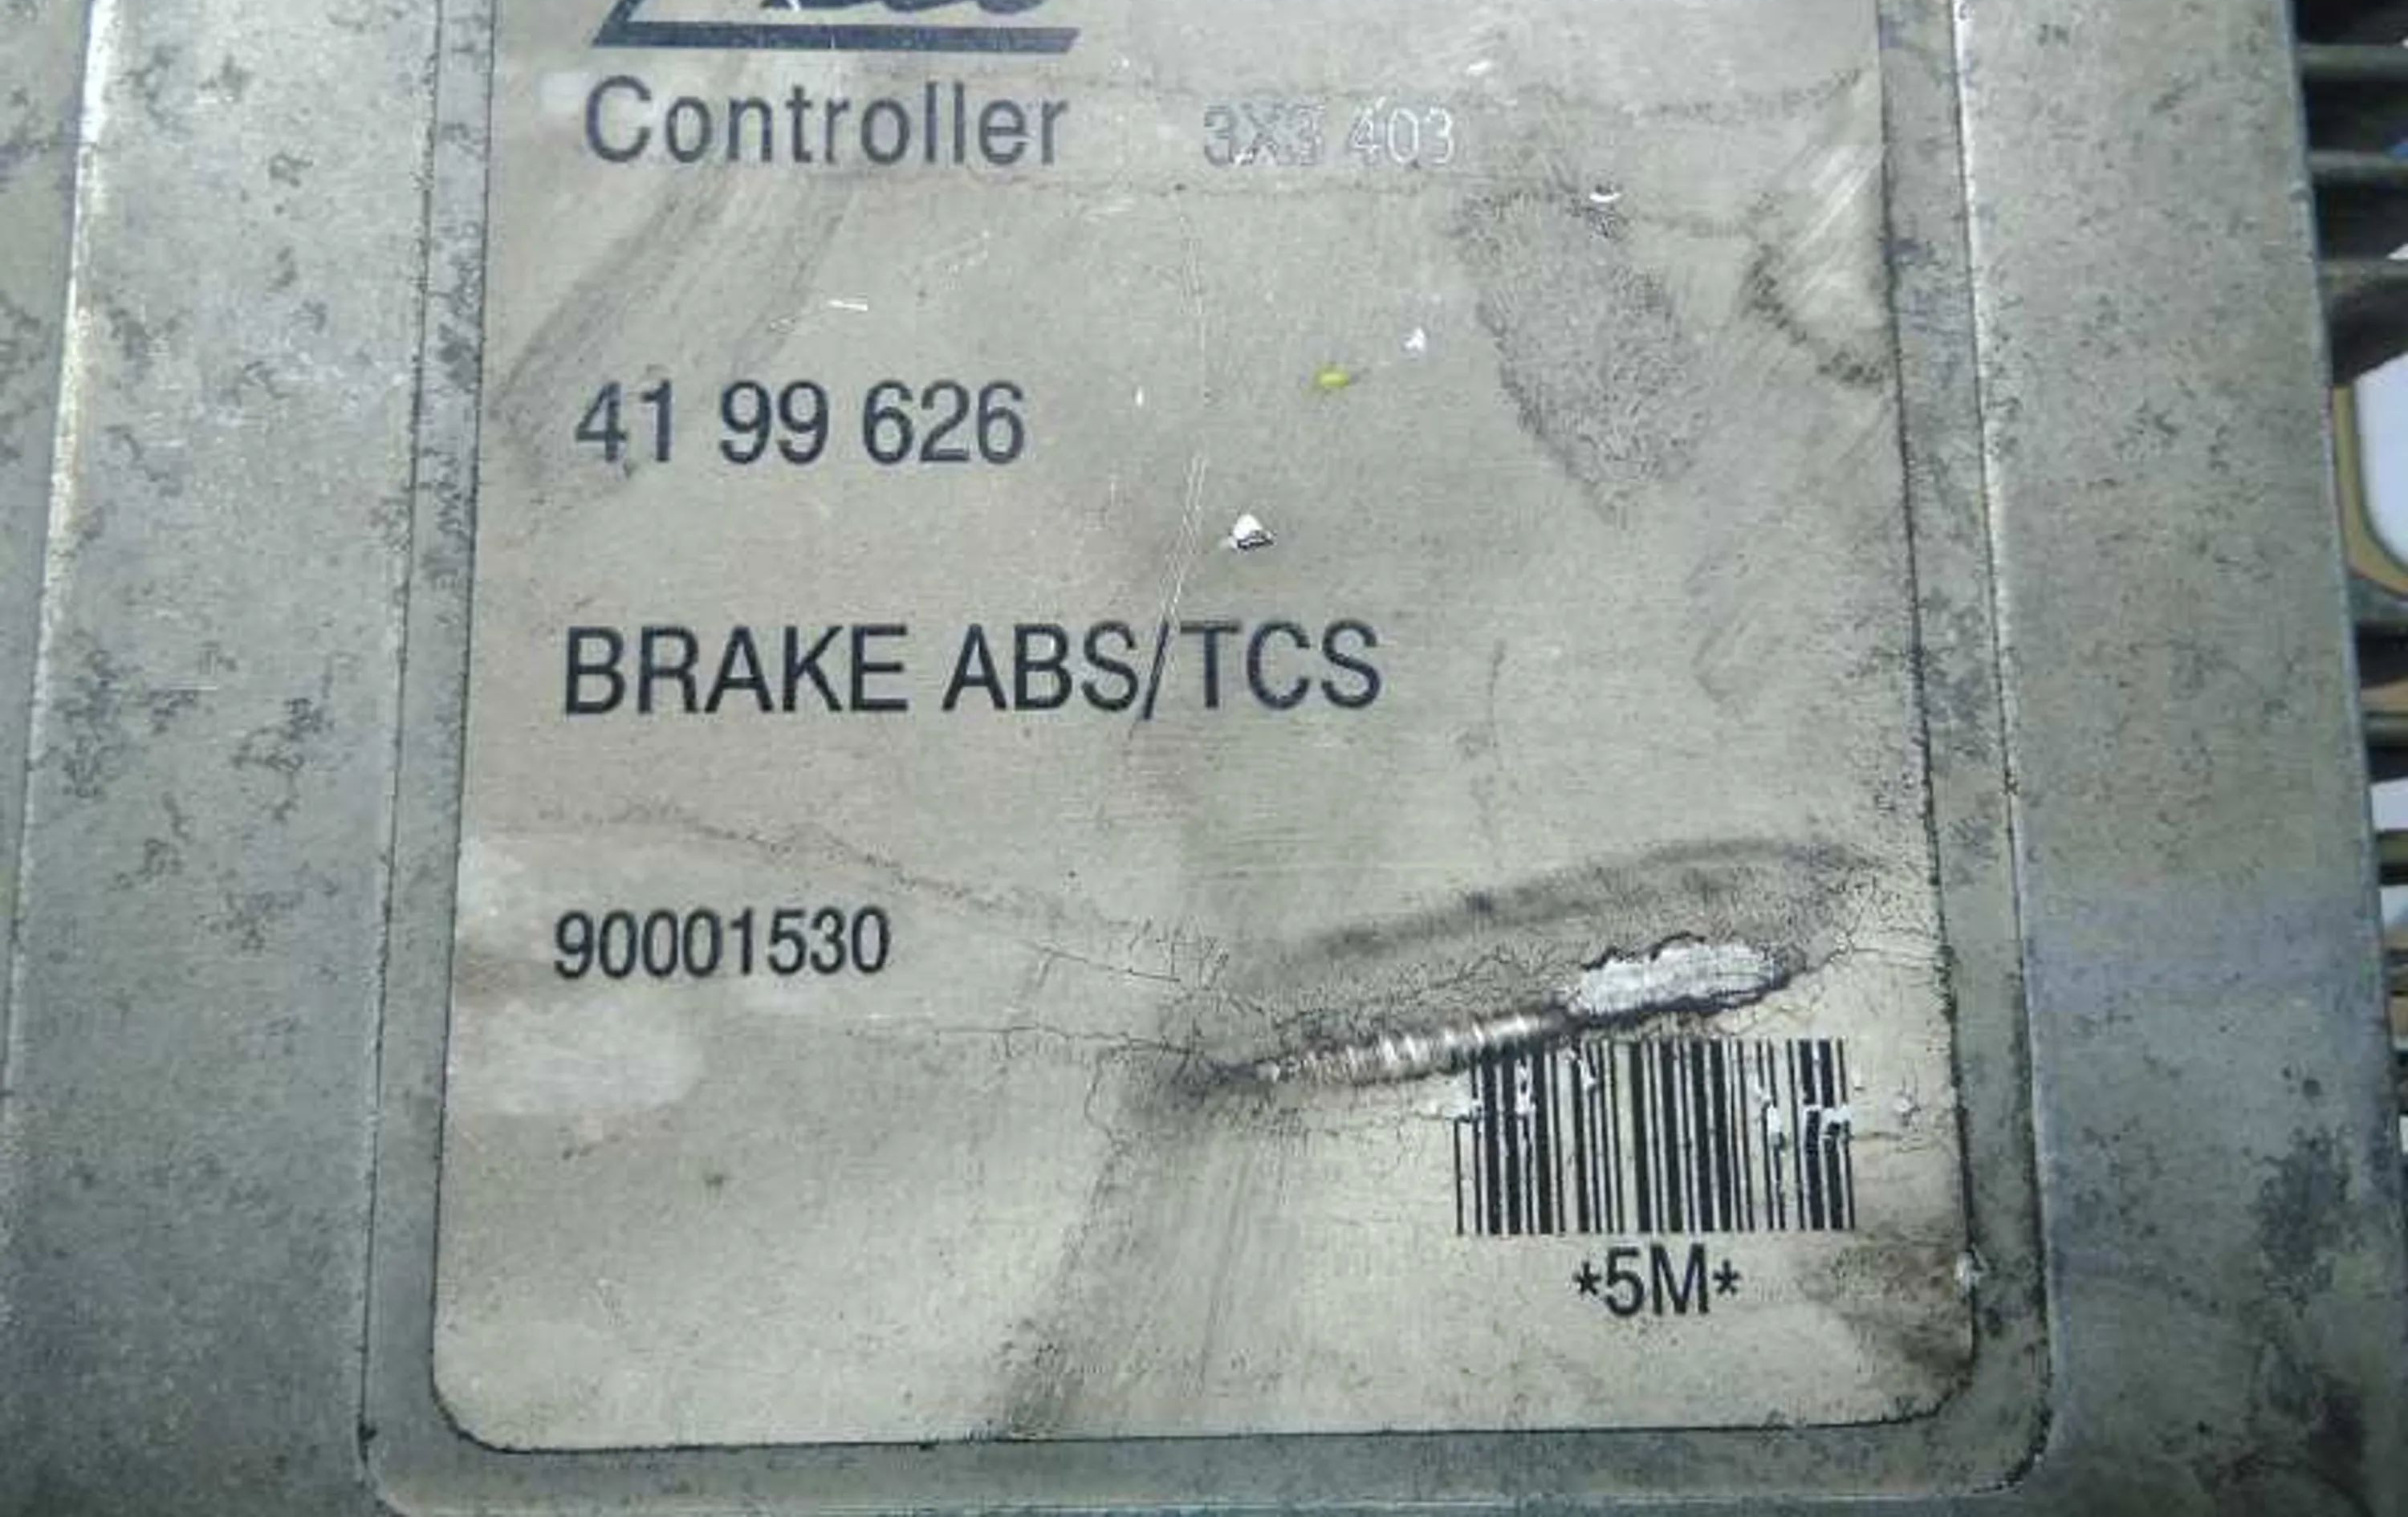 Controller 3X3 403
41 99 626
BRAKE ABS/TCS
90001530
*5M*